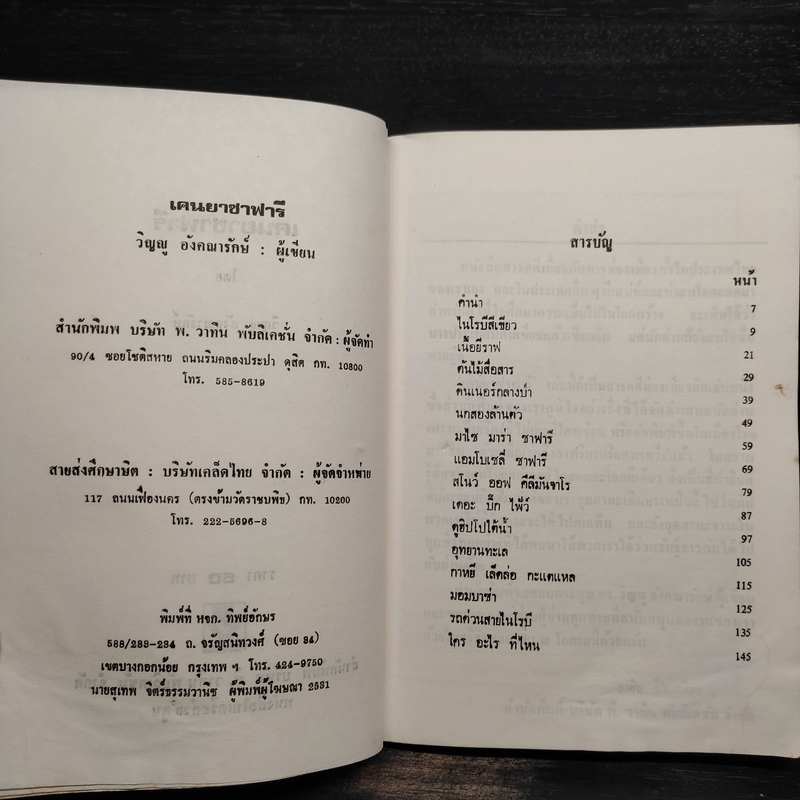 เคนยาซาฟารี
วิญญู อังคณารักษ์ : ผู้เขียน
สำนักพิมพ บริษัท พ. วาทิน พับลิเคชั่น จำกัด : ผู้จัดทำ
90/4 ซอยโชติสหาย ถนนริมคลองประปา ดุสิต กท. 10300
โทร. 585-8619
สายส่งศึกษาษิต : บริษัทเคล็ดไทย จำกัด : ผู้จัดจำหน่าย
117 ถนนเฟื่องนคร (ตรงข้ามวัดราชบพิธ) กท. 10200
โทร. 222-5696-8
พิมพ์ที่ หจก. ทิพย์อักษร
588/233-234 ถ. จรัญสนิทวงศ์ (ซอย 34)
เขตบางกอกน้อย กรุงเทพ ฯ โทร. 424-9750
นายสุเทพ จิตร์ธรรมวานิช ผู้พิมพ์ผู้โฆษณา 2531
สารบัญ
หน้า
คำนำ 7
ไนโรบีสีเขียว 9
เนื้อยีราฟ 21
ต้นไม้สื่อสาร 29
ดินเนอร์กลางป่า 39
นกสองล้านตัว 49
มาไซ มาร่า ซาฟารี 59
แอมโบเซลี่ ซาฟารี 69
สโนว์ ออฟ คีลีมันจาโร 79
เดอะ บิ๊ก ไฟว์ 87
ดูฮิปโปใต้น้ำ 97
อุทยานทะเล 105
กาหยี เล็ดล่อ กะแตแหล 115
มอมบาซ่า 125
รถด่วนสายไนโรบี 135
ใคร อะไร ที่ไหน 145